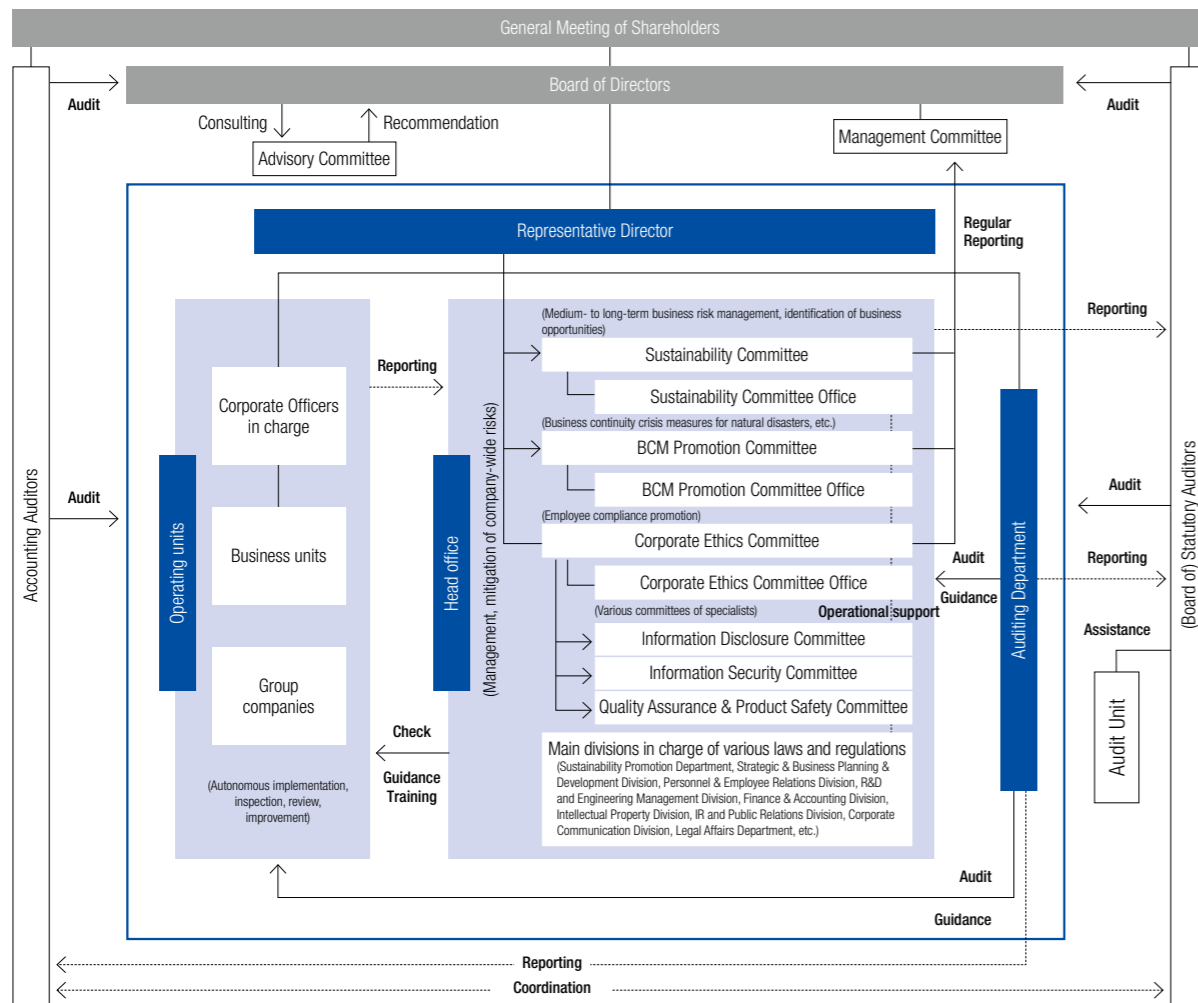 General Meeting of Shareholders
Board of Directors
Audit
Audit
Consulting
Recommendation
Advisory Committee
Management Committee
Representative Director
Regular
Reporting
Accounting Auditors
(Board of) Statutory Auditors
Operating units
Corporate Officers
in charge
Business units
Group
companies
(Autonomous implementation,
inspection, review,
improvement)
Audit
Reporting
Head office
(Management, mitigation of company-wide risks)
(Medium- to long-term business risk management, identification of business
opportunities)
Sustainability Committee
Sustainability Committee Office
(Business continuity crisis measures for natural disasters, etc.)
BCM Promotion Committee
BCM Promotion Committee Office
(Employee compliance promotion)
Corporate Ethics Committee
Corporate Ethics Committee Office
(Various committees of specialists)
Operational support
Information Disclosure Committee
Information Security Committee
Quality Assurance & Product Safety Committee
Main divisions in charge of various laws and regulations
(Sustainability Promotion Department, Strategic & Business Planning &
Development Division, Personnel & Employee Relations Division, R&D
and Engineering Management Division, Finance & Accounting Division,
Intellectual Property Division, IR and Public Relations Division, Corporate
Communication Division, Legal Affairs Department, etc.)
Check
Guidance
Training
Audit
Guidance
Auditing Department
Reporting
Audit
Reporting
Assistance
Audit Unit
Audit
Guidance
Reporting
Coordination